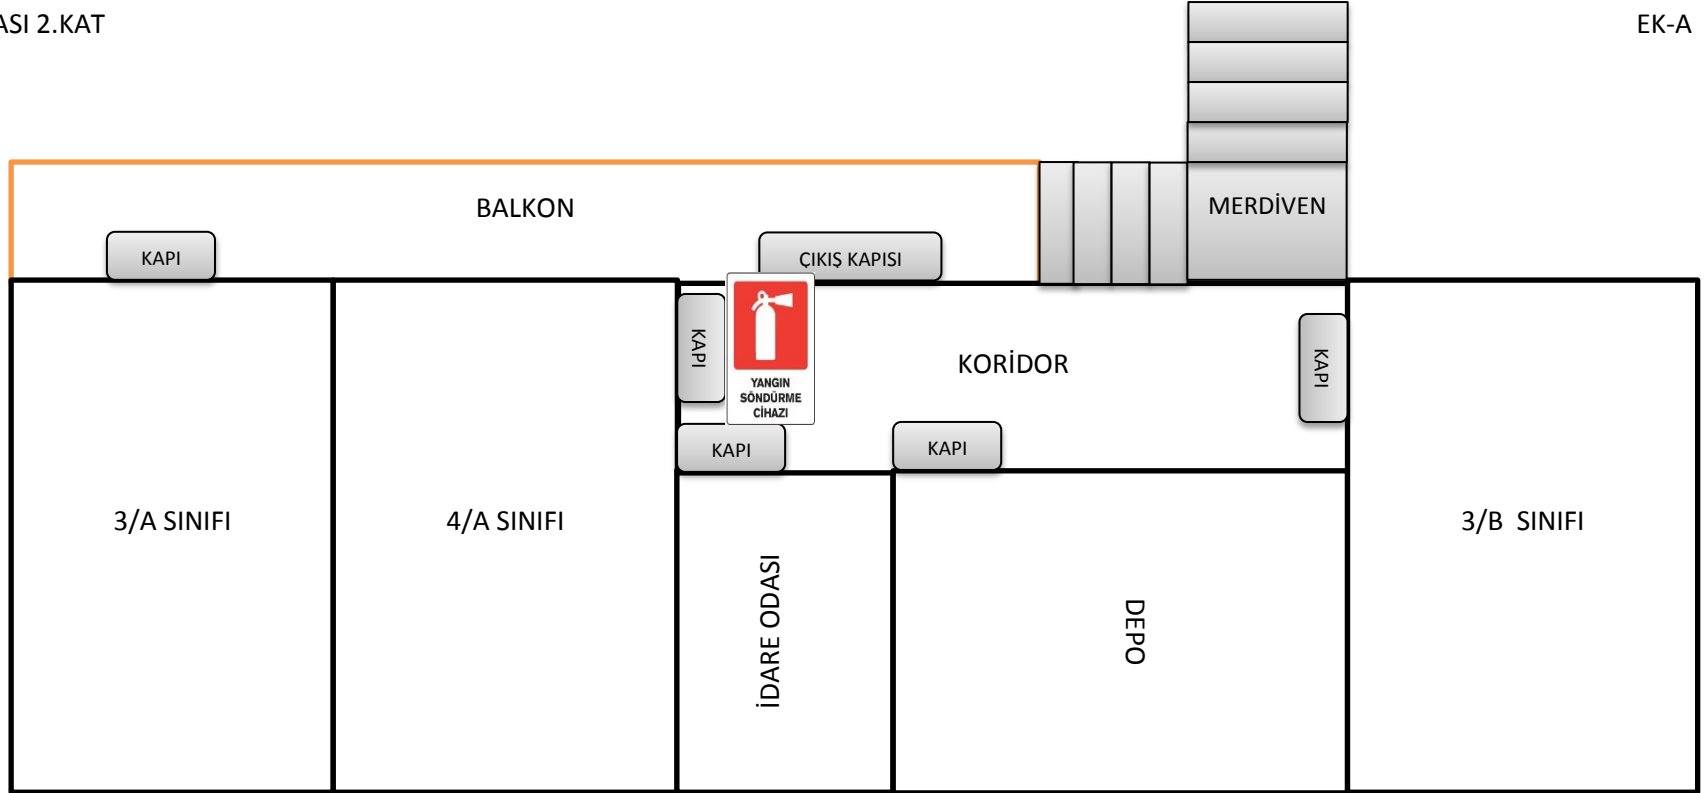 ASI 2.KAT
EK-A
BALKON
MERDİVEN
KAPI
ÇIKIŞ KAPISI
KAPI
YANGIN
SÖNDÜRME
CİHAZI
KORİDOR
KAPI
KAPI
KAPI
3/A SINIFI
4/A SINIFI
İDARE ODASI
DEPO
3/B SINIFI